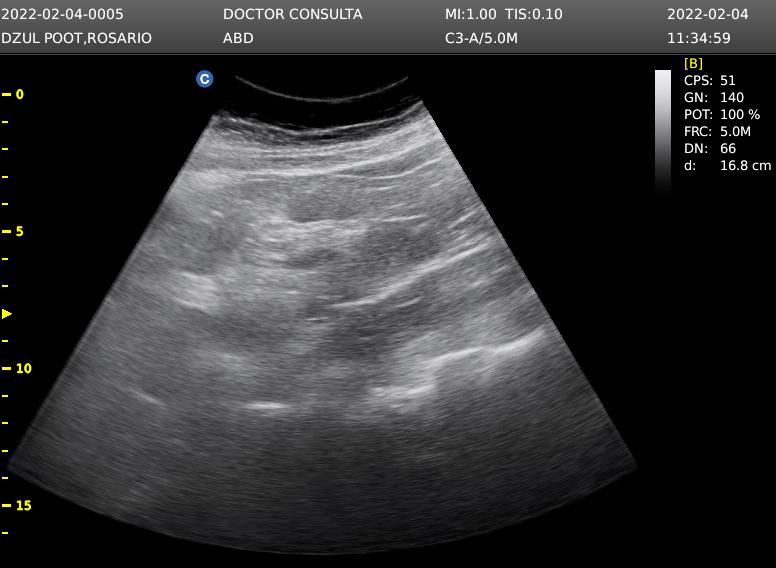 2022-02-04-0005 DOCTOR CONSULTA MI:1.00 TIS:0.10 2022-02-04
DZUL POOT,ROSARIO ABD C3-A/5.0M 11:34:59
C
[B]
CPS: 51
GN: 140
POT: 100 %
FRC: 5.0M
DN: 66
d: 16.8 cm
0
5
10
15